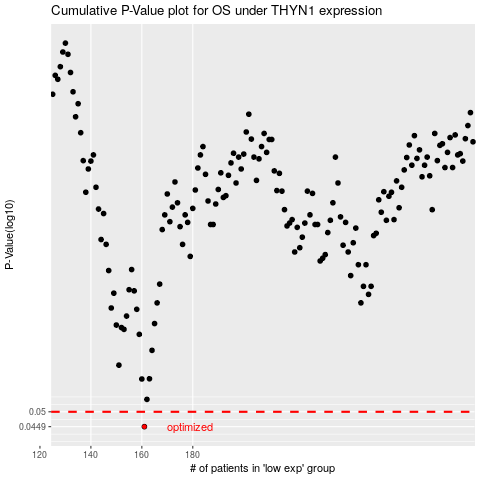 Cumulative P-Value plot for OS under THYN1 expression
P-Value(log10)
0.05
0.0449
optimized
120 140 160 180
# of patients in 'low exp' group